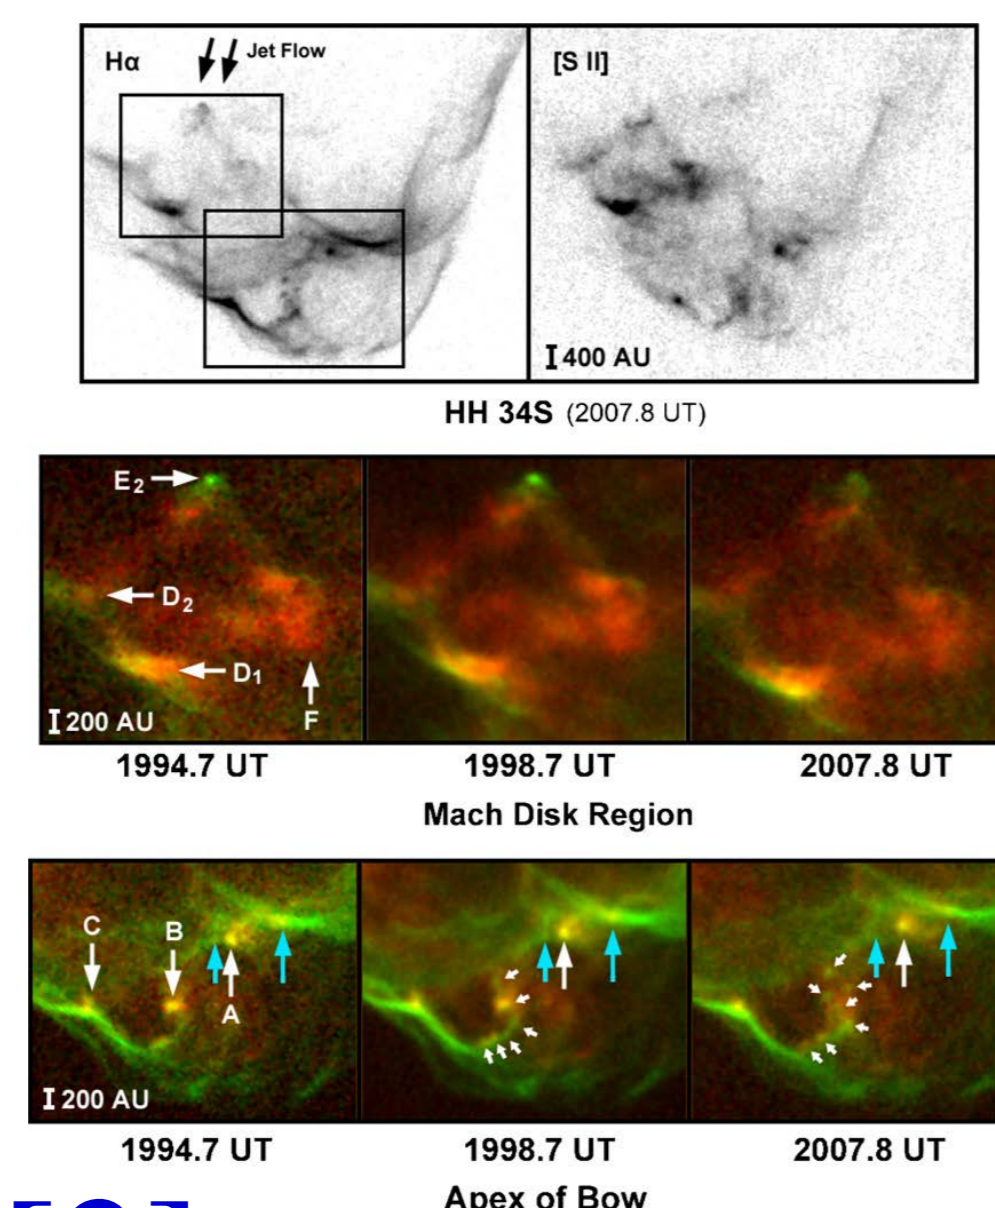 Hα
Jet Flow
[S II]
400 AU
HH 34S (2007.8 UT)
E2
D2
D1
F
200 AU
1994.7 UT
1998.7 UT
2007.8 UT
Mach Disk Region
C
B
A
200 AU
1994.7 UT
1998.7 UT
2007.8 UT
Apex of Bow